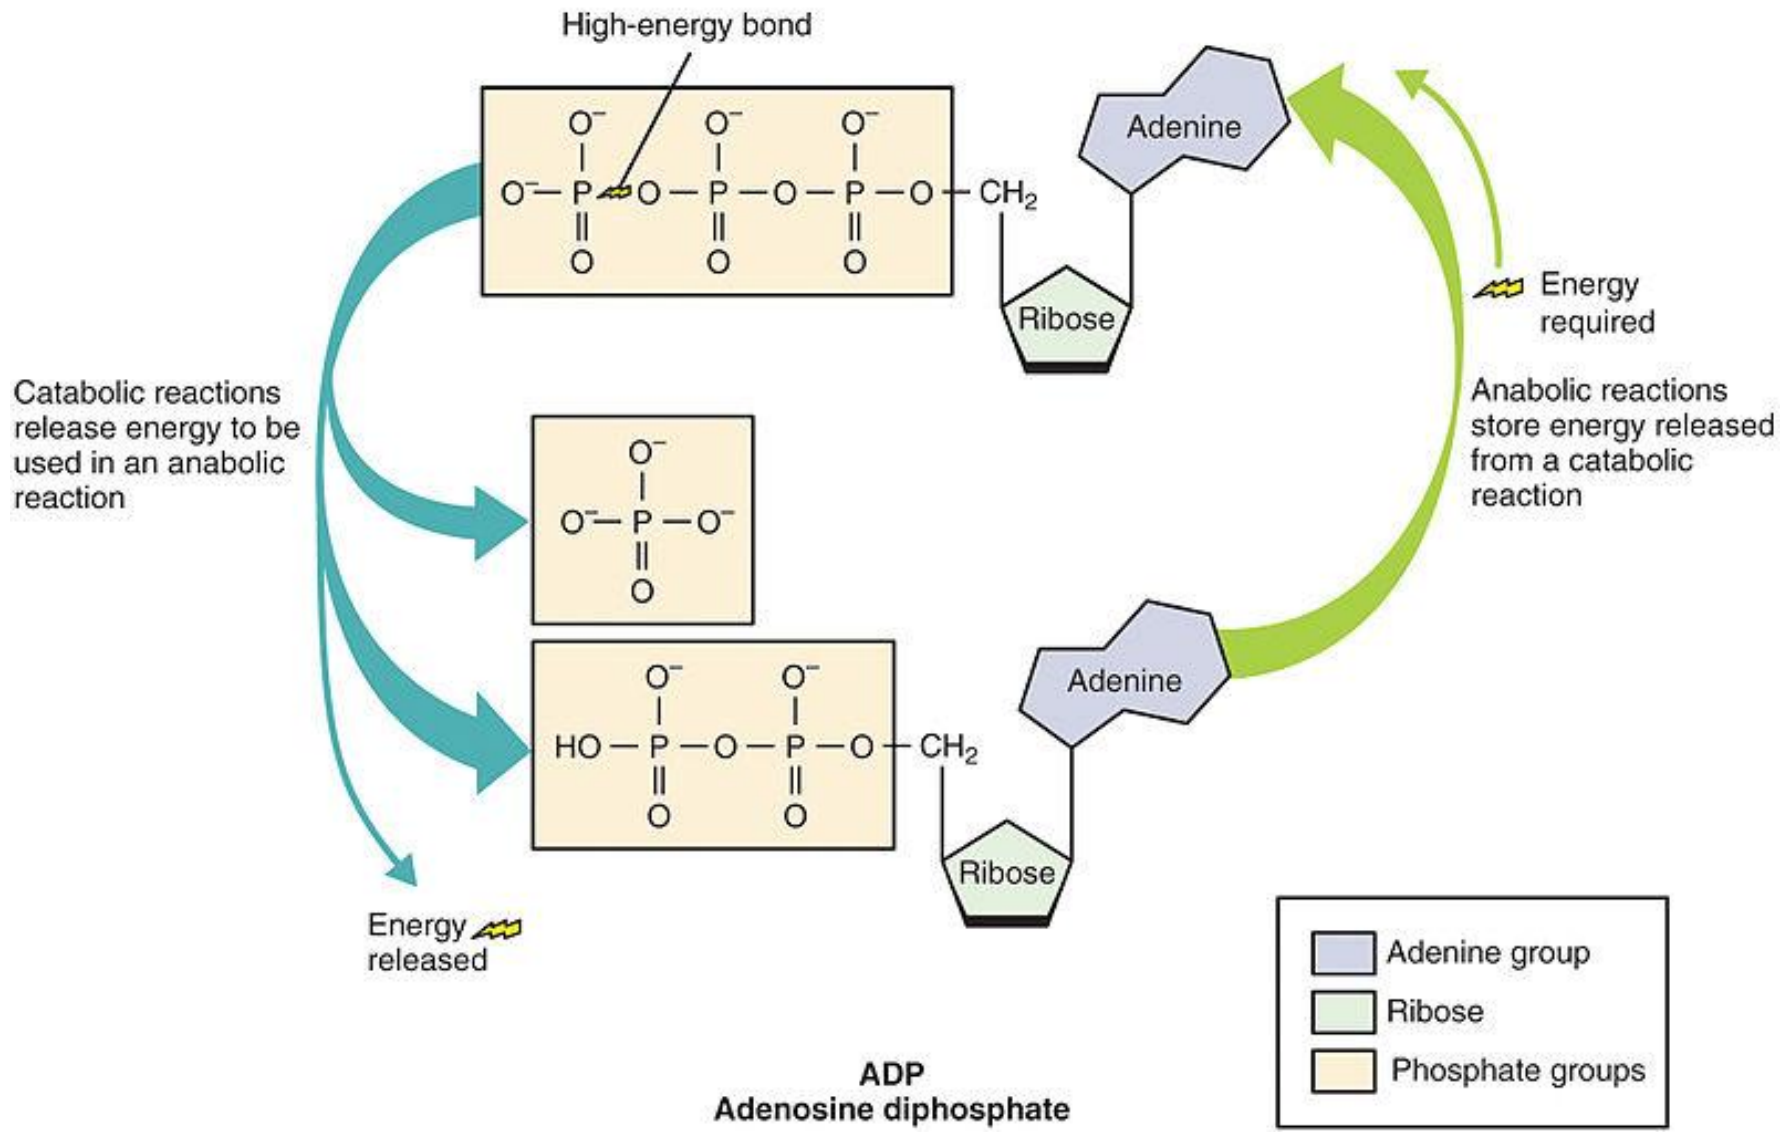 High-energy bond
O⁻ O⁻ O⁻
O⁻ P O P O P O CH₂
O O O
Adenine
Ribose
Energy
required
Catabolic reactions
release energy to be
used in an anabolic
reaction
Anabolic reactions
store energy released
from a catabolic
reaction
O⁻
O⁻ P O⁻
O
O⁻ O⁻
HO P O P O CH₂
O O
Adenine
Ribose
Energy
released
Adenine group
Ribose
Phosphate groups
ADP
Adenosine diphosphate